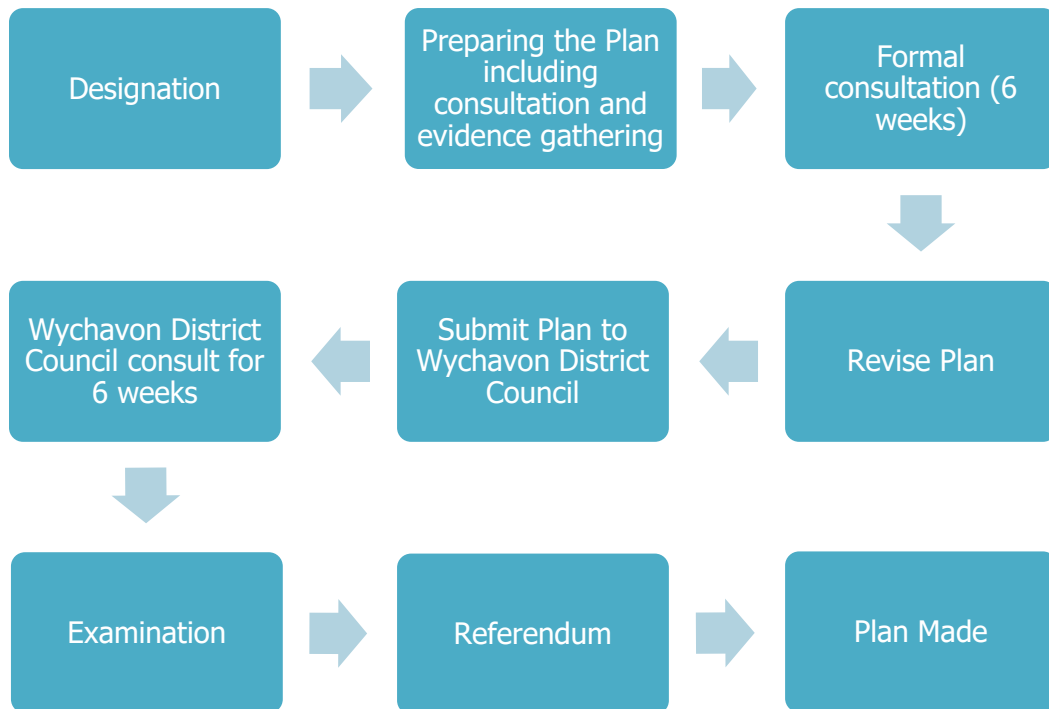 Designation
Preparing the Plan
including
consultation and
evidence gathering
Formal
consultation (6
weeks)
Revise Plan
Submit Plan to
Wychavon District
Council
Wychavon District
Council consult for
6 weeks
Examination
Referendum
Plan Made